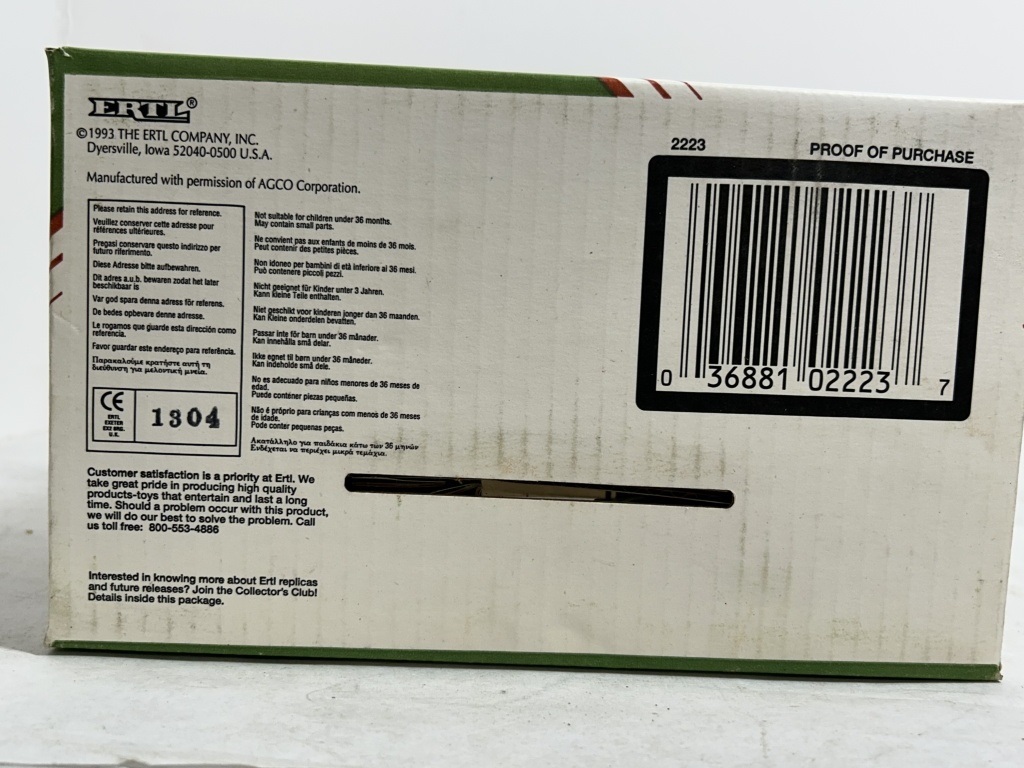 ERTL®
©1993 THE ERTL COMPANY, INC.
Dyersville, Iowa 52040-0500 U.S.A.
Manufactured with permission of AGCO Corporation.
Please retain this address for reference.
Veuillez conserver cette adresse pour
références ultérieures.
Pregasi conservare questo indirizzo per
futuro riferimento.
Diese Adresse bitte aufbewahren.
Dit adres a.u.b. bewaren zodat het later
beschikbaar is
Var god spara denna adress för referens.
De bedes opbevare denne adresse.
Le rogamos que guarde esta dirección como
referencia.
Favor guardar este endereço para referência.
Παρακαλούμε κρατήστε αυτή τη
διεύθυνση για μελοντική μνεία.
CE
ERTL
EXETER
EX2 8NS.
U.K.
1304
Not suitable for children under 36 months.
May contain small parts.
Ne convient pas aux enfants de moins de 36 mois.
Peut contenir des petites pièces.
Non idoneo per bambini di età inferiore ai 36 mesi.
Può contenere piccoli pezzi.
Nicht geeignet für Kinder unter 3 Jahren.
Kann kleine Teile enthalten.
Niet geschikt voor kinderen jonger dan 36 maanden.
Kan Kleine onderdelen bevatten.
Passar inte för barn under 36 månader.
Kan innehålla små delar.
Ikke egnet til børn under 36 måneder.
Kan indeholde små dele.
No es adecuado para niños menores de 36 meses de
edad.
Puede conténer piezas pequeñas.
Não é próprio para crianças com menos de 36 meses
de idade.
Pode conter pequenas peças.
Ακατάλληλο για παιδάκια κάτω των 36 μηνών
Ενδέχεται να περιέχει μικρά τεμάχια.
Customer satisfaction is a priority at Ertl. We
take great pride in producing high quality
products-toys that entertain and last a long
time. Should a problem occur with this product,
we will do our best to solve the problem. Call
us toll free: 800-553-4886
Interested in knowing more about Ertl replicas
and future releases? Join the Collector's Club!
Details inside this package.
2223 PROOF OF PURCHASE
0 36881 02223 7